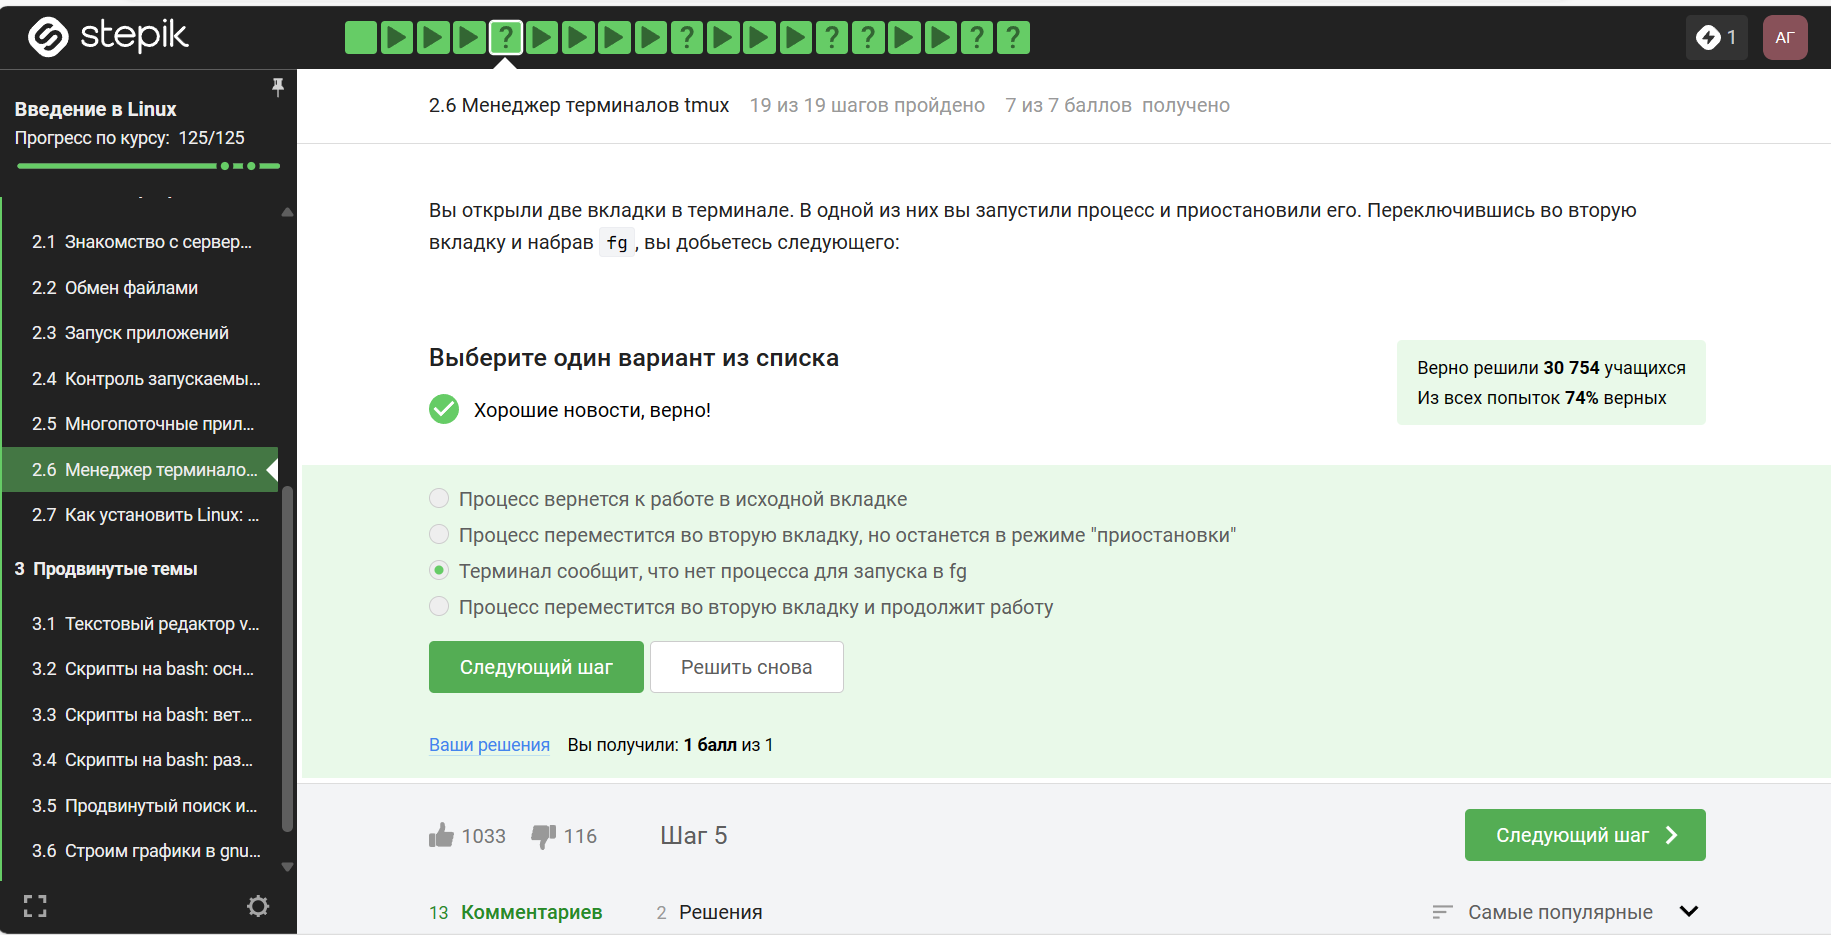 stepik
? ? ? ? ? ?
1
АГ
Введение в Linux
Прогресс по курсу: 125/125
2.1 Знакомство с сервер...
2.2 Обмен файлами
2.3 Запуск приложений
2.4 Контроль запускаемы...
2.5 Многопоточные прил...
2.6 Менеджер терминало...
2.7 Как установить Linux: ...
3 Продвинутые темы
3.1 Текстовый редактор v...
3.2 Скрипты на bash: осн...
3.3 Скрипты на bash: вет...
3.4 Скрипты на bash: раз...
3.5 Продвинутый поиск и...
3.6 Строим графики в gnu...
2.6 Менеджер терминалов tmux 19 из 19 шагов пройдено 7 из 7 баллов получено
Вы открыли две вкладки в терминале. В одной из них вы запустили процесс и приостановили его. Переключившись во вторую
вкладку и набрав fg, вы добьетесь следующего:
Выберите один вариант из списка
Хорошие новости, верно!
Верно решили 30 754 учащихся
Из всех попыток 74% верных
Процесс вернется к работе в исходной вкладке
Процесс переместится во вторую вкладку, но останется в режиме "приостановки"
Терминал сообщит, что нет процесса для запуска в fg
Процесс переместится во вторую вкладку и продолжит работу
Следующий шаг
Решить снова
Ваши решения Вы получили: 1 балл из 1
1033 116 Шаг 5
Следующий шаг
13 Комментариев 2 Решения
Самые популярные